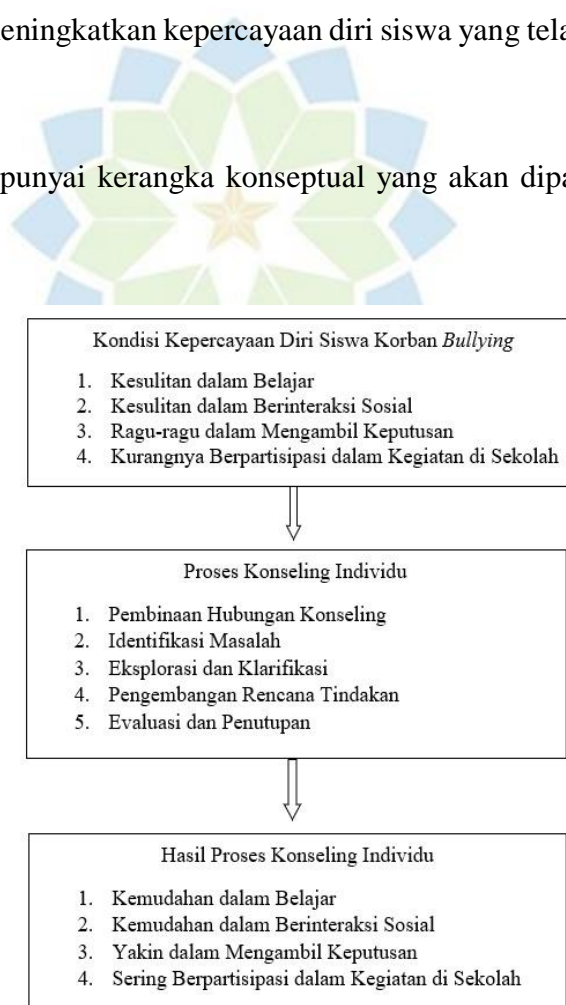 eningkatkan kepercayaan diri siswa yang tela
punyai kerangka konseptual yang akan dipa
Kondisi Kepercayaan Diri Siswa Korban Bullying
1. Kesulitan dalam Belajar
2. Kesulitan dalam Berinteraksi Sosial
3. Ragu-ragu dalam Mengambil Keputusan
4. Kurangnya Berpartisipasi dalam Kegiatan di Sekolah
Proses Konseling Individu
1. Pembinaan Hubungan Konseling
2. Identifikasi Masalah
3. Eksplorasi dan Klarifikasi
4. Pengembangan Rencana Tindakan
5. Evaluasi dan Penutupan
Hasil Proses Konseling Individu
1. Kemudahan dalam Belajar
2. Kemudahan dalam Berinteraksi Sosial
3. Yakin dalam Mengambil Keputusan
4. Sering Berpartisipasi dalam Kegiatan di Sekolah